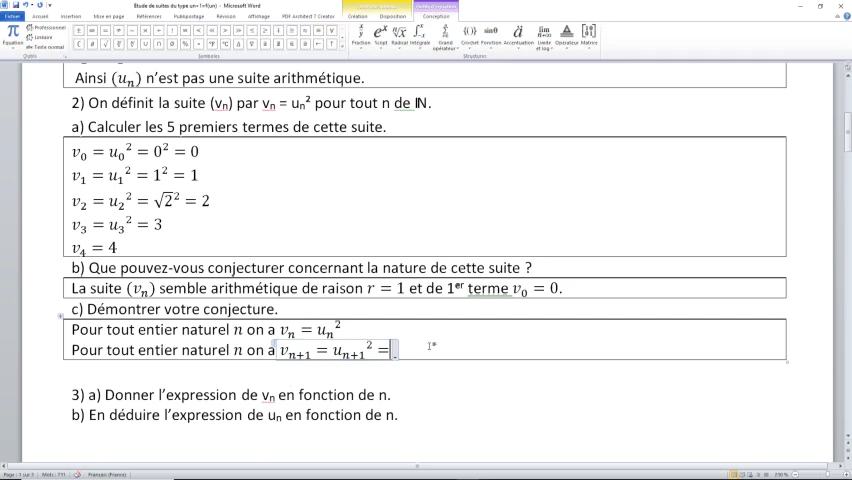 Étude de suites du type un+1=f(un) - Microsoft Word
Fichier Accueil Insertion Mise en page Références Publipostage Révision Affichage PDF Architect 7 Creator Création Disposition Conception
Équation Professionnel Linéaire Texte normal
Fraction Script Radical Intégrale Grand opérateur Crochet Fonction Accentuation Limite et log Opérateur Matrice
Outils Structures
Ainsi (uₙ) n'est pas une suite arithmétique.
2) On définit la suite (vₙ) par vₙ = uₙ² pour tout n de IN.
a) Calculer les 5 premiers termes de cette suite.
v₀ = u₀² = 0² = 0
v₁ = u₁² = 1² = 1
v₂ = u₂² = √2² = 2
v₃ = u₃² = 3
v₄ = 4
b) Que pouvez-vous conjecturer concernant la nature de cette suite ?
La suite (vₙ) semble arithmétique de raison r = 1 et de 1er terme v₀ = 0.
c) Démontrer votre conjecture.
Pour tout entier naturel n on a vₙ = uₙ²
Pour tout entier naturel n on a vₙ₊₁ = uₙ₊₁² =
3) a) Donner l'expression de vₙ en fonction de n.
b) En déduire l'expression de uₙ en fonction de n.
Page : 1 sur 3 Mots : 711 Français (France)